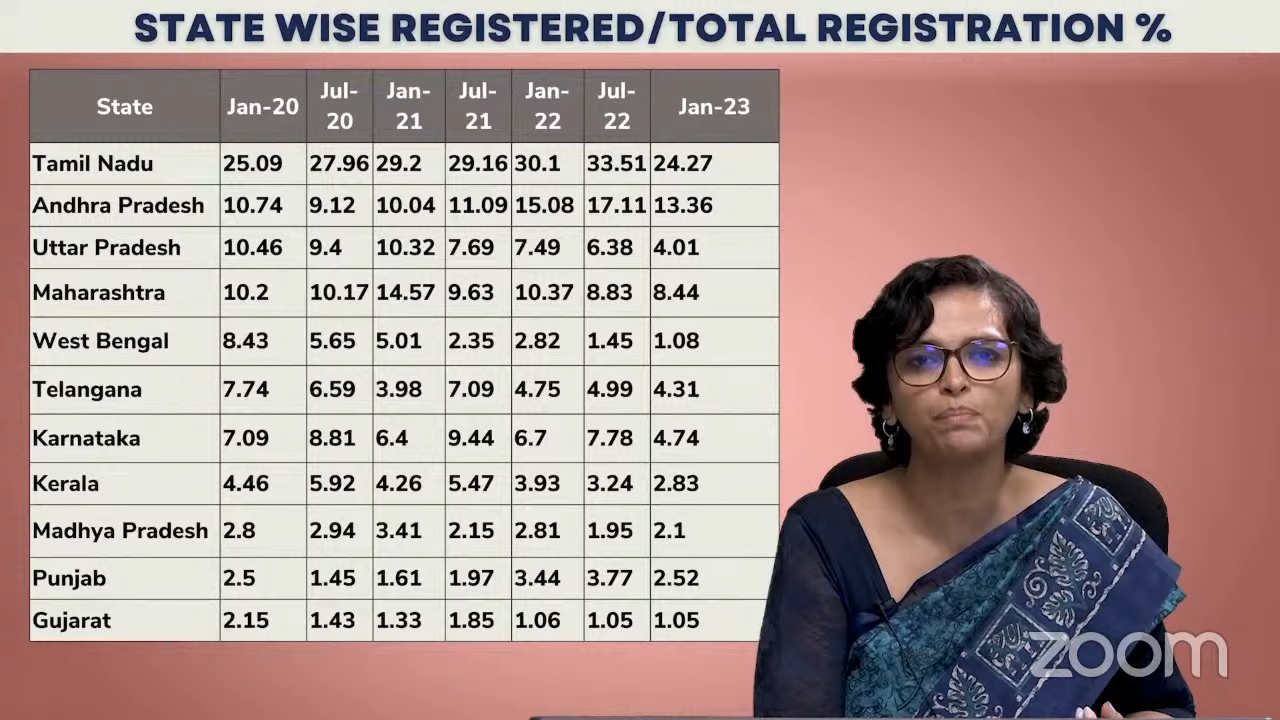 STATE WISE REGISTERED/TOTAL REGISTRATION %
State Jan-20 Jul-20 Jan-21 Jul-21 Jan-22 Jul-22 Jan-23
Tamil Nadu 25.09 27.96 29.2 29.16 30.1 33.51 24.27
Andhra Pradesh 10.74 9.12 10.04 11.09 15.08 17.11 13.36
Uttar Pradesh 10.46 9.4 10.32 7.69 7.49 6.38 4.01
Maharashtra 10.2 10.17 14.57 9.63 10.37 8.83 8.44
West Bengal 8.43 5.65 5.01 2.35 2.82 1.45 1.08
Telangana 7.74 6.59 3.98 7.09 4.75 4.99 4.31
Karnataka 7.09 8.81 6.4 9.44 6.7 7.78 4.74
Kerala 4.46 5.92 4.26 5.47 3.93 3.24 2.83
Madhya Pradesh 2.8 2.94 3.41 2.15 2.81 1.95 2.1
Punjab 2.5 1.45 1.61 1.97 3.44 3.77 2.52
Gujarat 2.15 1.43 1.33 1.85 1.06 1.05 1.05
zoom